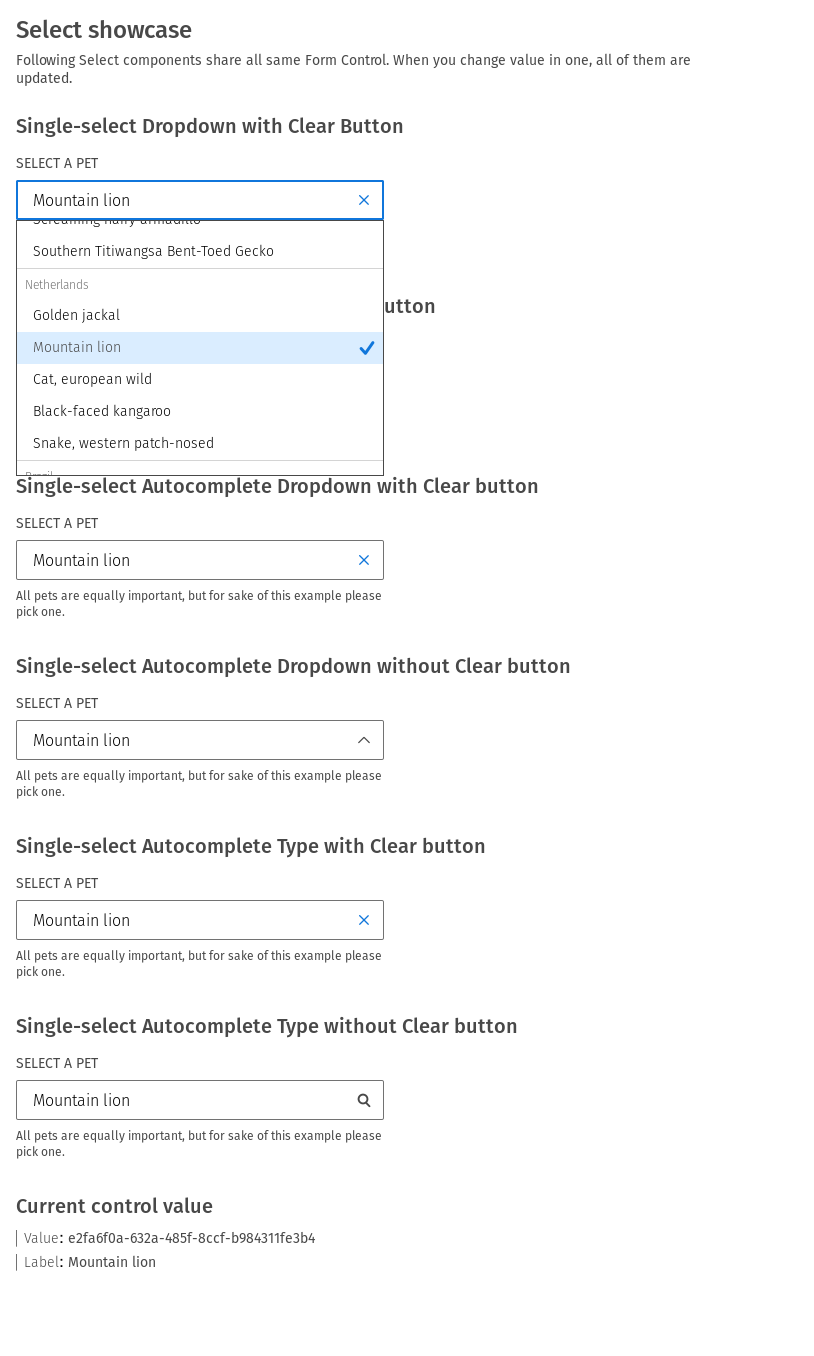 Select showcase
Following Select components share all same Form Control. When you change value in one, all of them are
updated.
Single-select Dropdown with Clear Button
SELECT A PET
Mountain lion
Screaming hairy armadillo
Southern Titiwangsa Bent-Toed Gecko
Netherlands
utton
Golden jackal
Mountain lion
Cat, european wild
Black-faced kangaroo
Snake, western patch-nosed
Brazil
Single-select Autocomplete Dropdown with Clear button
SELECT A PET
Mountain lion
All pets are equally important, but for sake of this example please
pick one.
Single-select Autocomplete Dropdown without Clear button
SELECT A PET
Mountain lion
All pets are equally important, but for sake of this example please
pick one.
Single-select Autocomplete Type with Clear button
SELECT A PET
Mountain lion
All pets are equally important, but for sake of this example please
pick one.
Single-select Autocomplete Type without Clear button
SELECT A PET
Mountain lion
All pets are equally important, but for sake of this example please
pick one.
Current control value
Value: e2fa6f0a-632a-485f-8ccf-b984311fe3b4
Label: Mountain lion